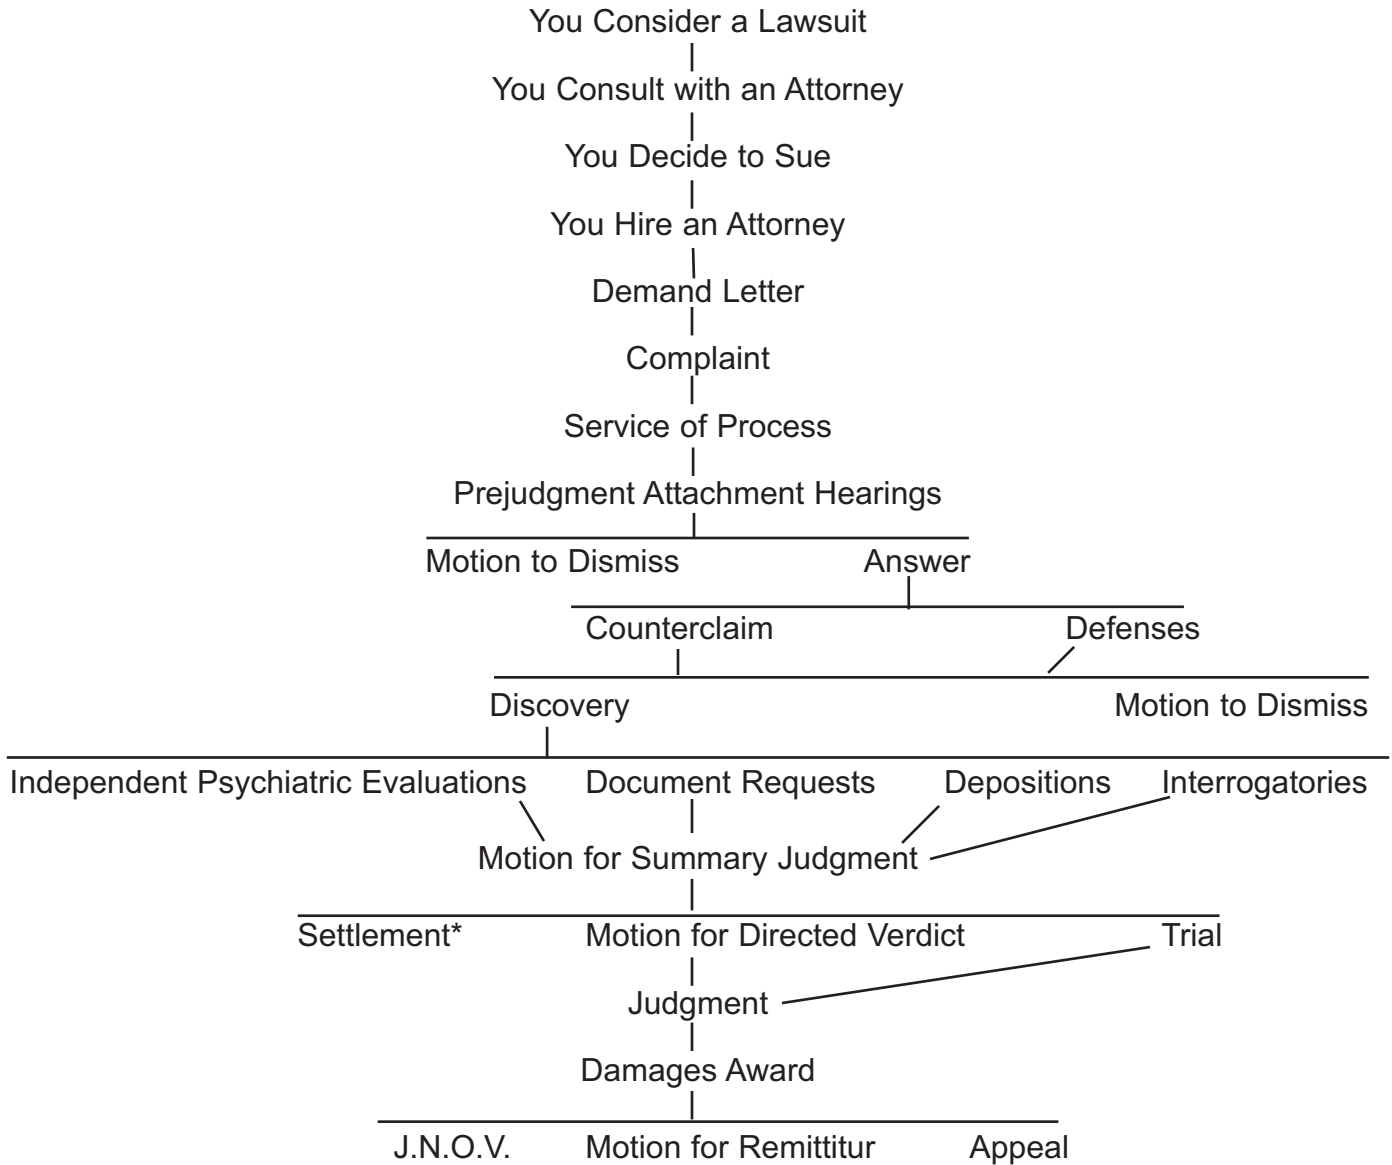 You Consider a Lawsuit
You Consult with an Attorney
You Decide to Sue
You Hire an Attorney
Demand Letter
Complaint
Service of Process
Prejudgment Attachment Hearings
Motion to Dismiss Answer
Counterclaim Defenses
Discovery Motion to Dismiss
Independent Psychiatric Evaluations Document Requests Depositions Interrogatories
Motion for Summary Judgment
Settlement* Motion for Directed Verdict Trial
Judgment
Damages Award
J.N.O.V. Motion for Remittitur Appeal